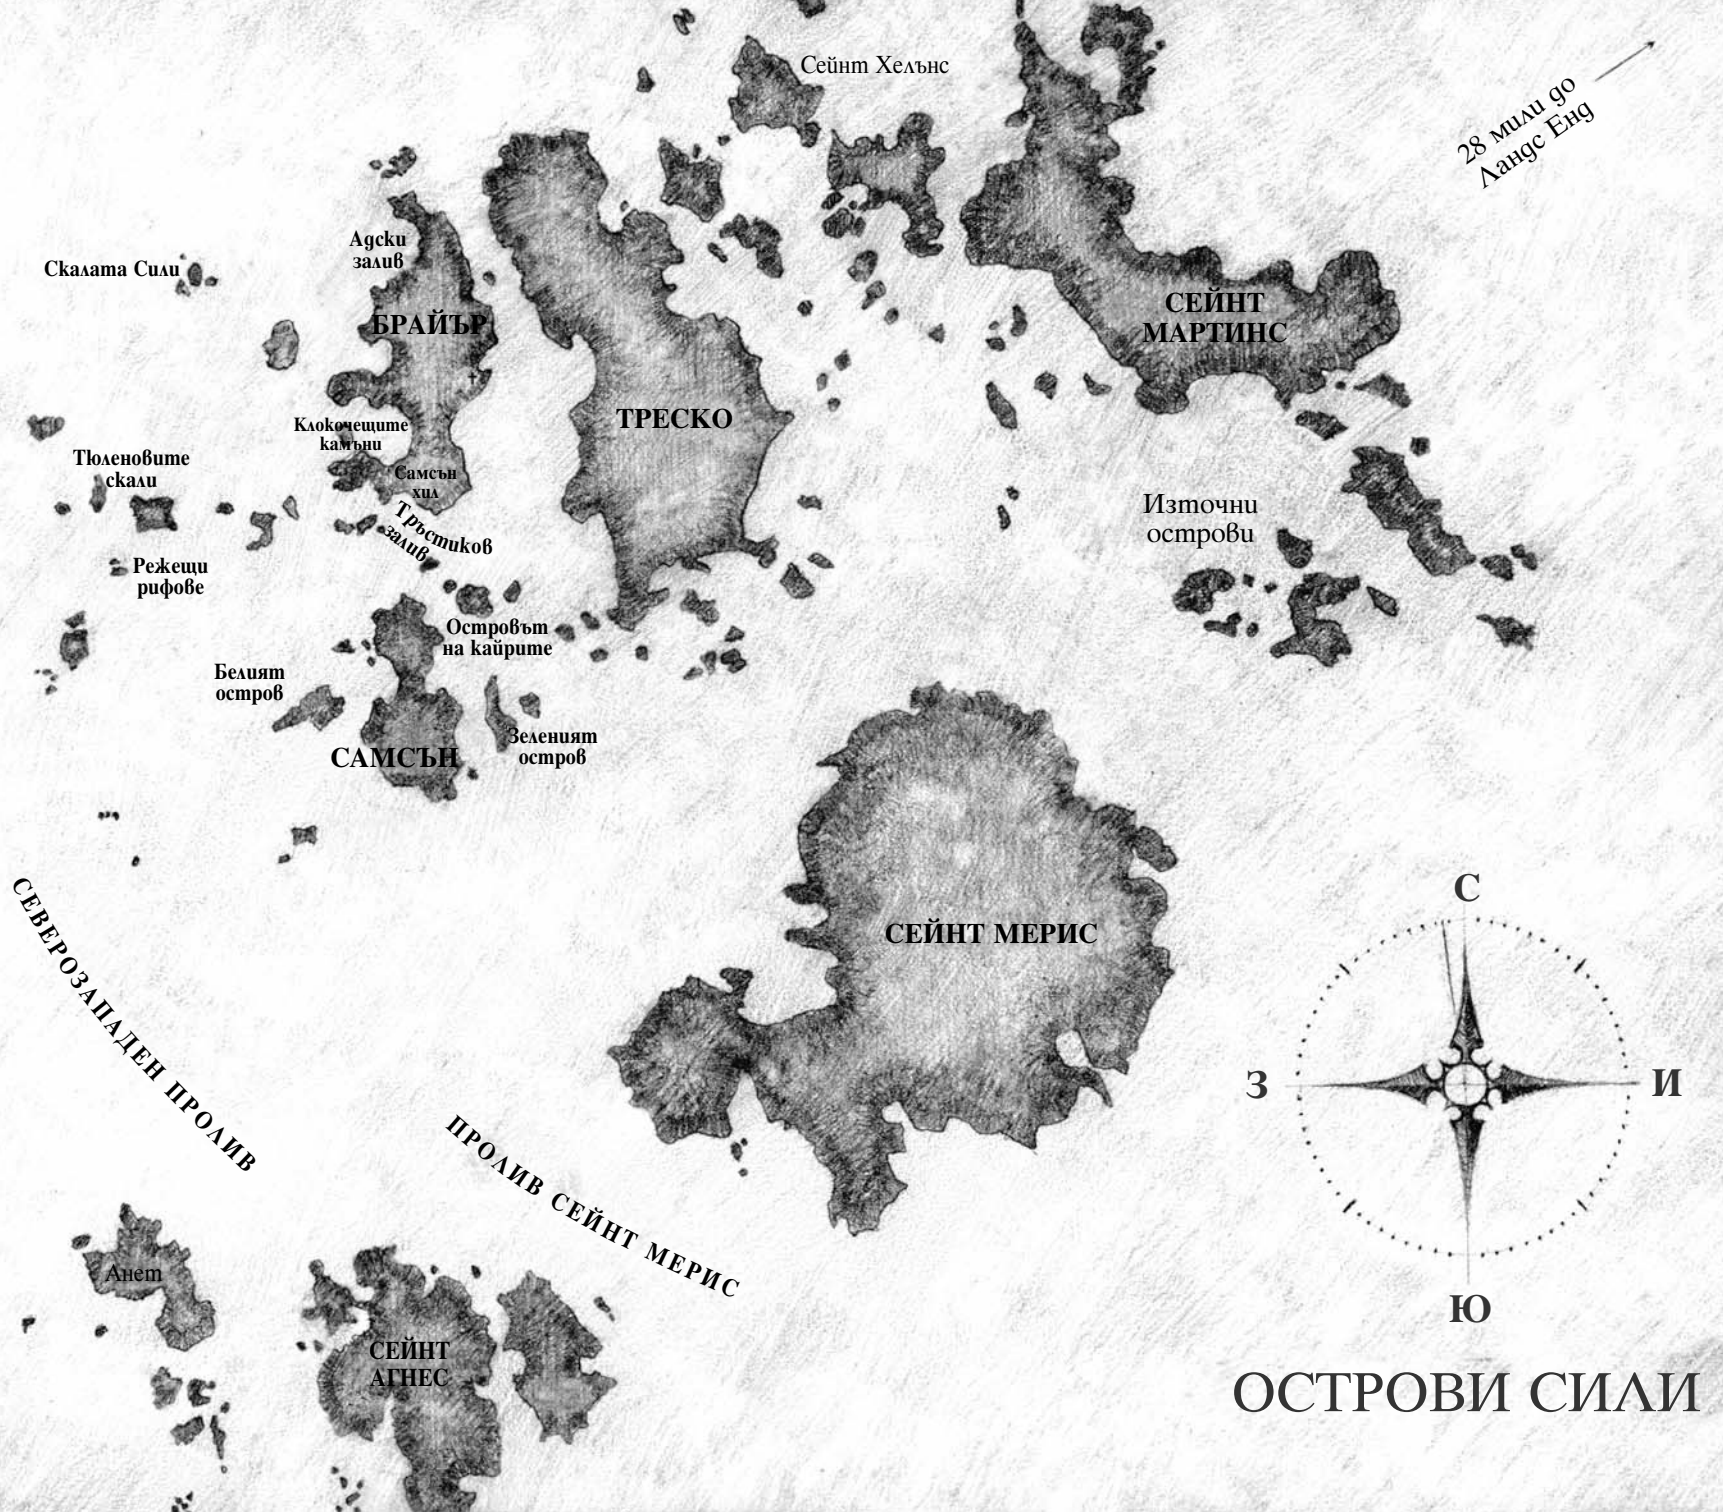 Сейнт Хелънс
28 мили до
Ландс Енд
Адски
залив
Скалата Сили
БРАЙЪР
СЕЙНТ
МАРТИНС
ТРЕСКО
Клокочещите
камъни
Тюленовите
скали
Самсън
хил
Тръстиков
залив
Източни
острови
Режещи
рифове
Островът
на кайрите
Белият
остров
Зеленият
остров
САМСЪН
СЕВЕРОЗАПАДЕН ПРОЛИВ
СЕЙНТ МЕРИС
С
З
И
Ю
ПРОЛИВ СЕЙНТ МЕРИС
Анет
СЕЙНТ
АГНЕС
ОСТРОВИ СИЛИ